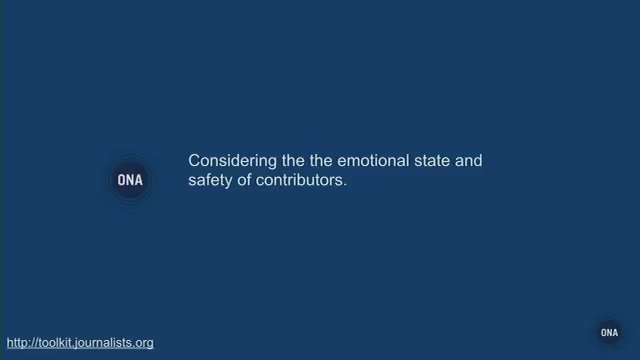 Considering the the emotional state and
safety of contributors.
ONA
ONA
http://toolkit.journalists.org